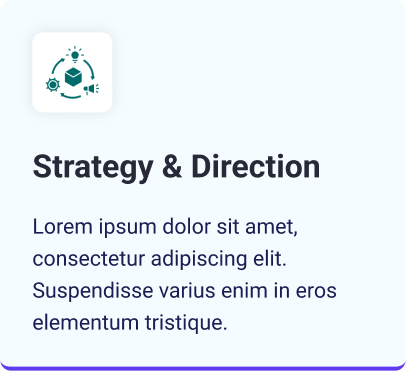 Strategy & Direction
Lorem ipsum dolor sit amet,
consectetur adipiscing elit.
Suspendisse varius enim in eros
elementum tristique.